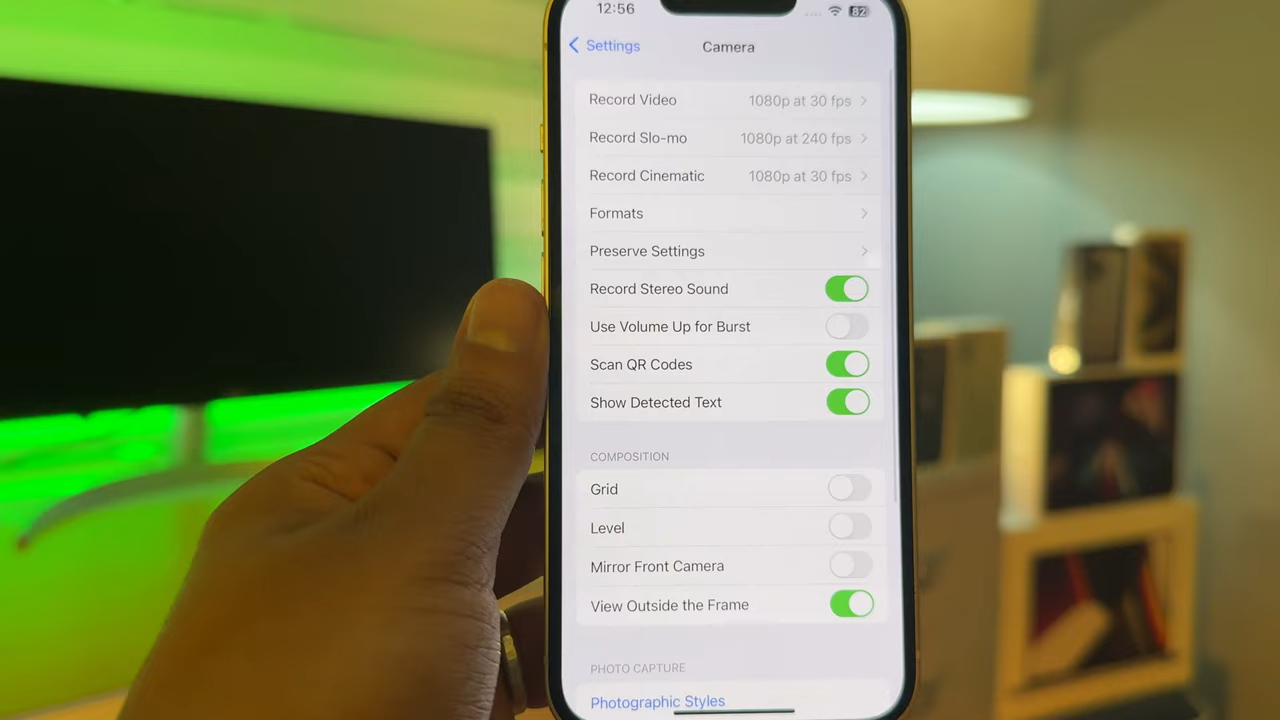 12:56
82
Settings
Camera
Record Video 1080p at 30 fps
Record Slo-mo 1080p at 240 fps
Record Cinematic 1080p at 30 fps
Formats
Preserve Settings
Record Stereo Sound
Use Volume Up for Burst
Scan QR Codes
Show Detected Text
COMPOSITION
Grid
Level
Mirror Front Camera
View Outside the Frame
PHOTO CAPTURE
Photographic Styles